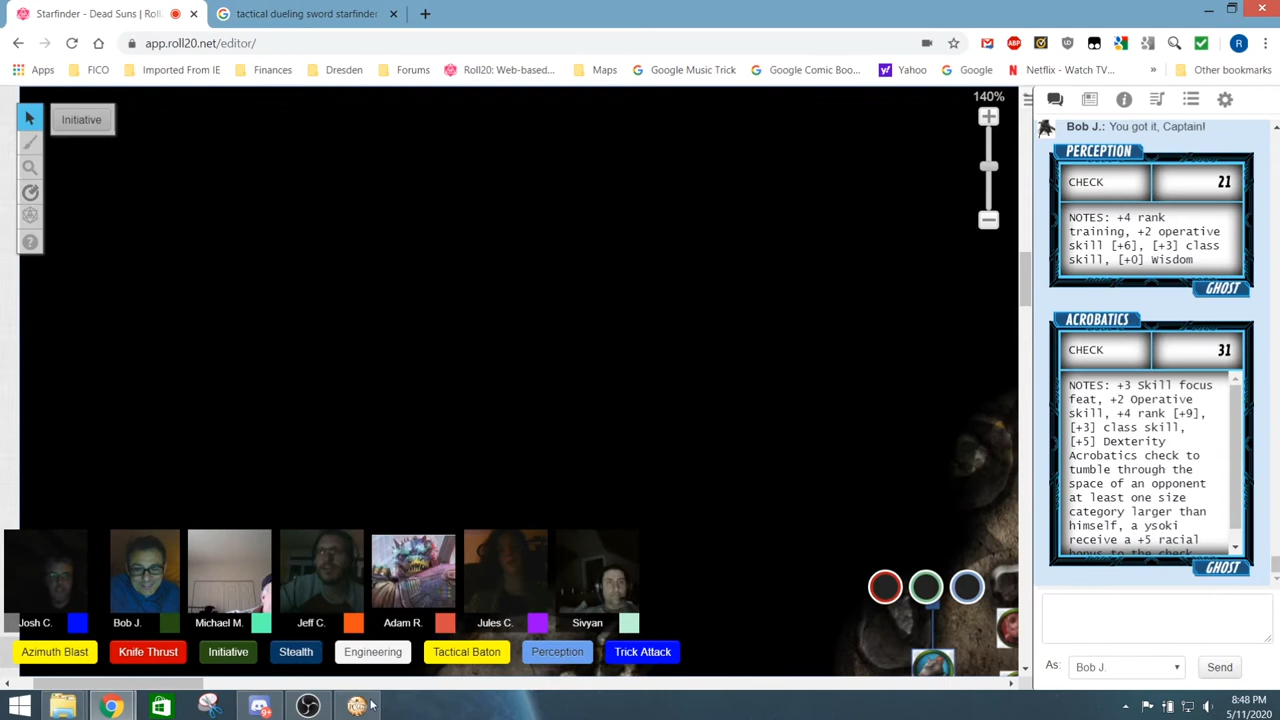 Starfinder - Dead Suns | Roll
tactical dueling sword starfinder
app.roll20.net/editor/
Apps
FICO
Imported From IE
Finances
Dresden
Forums
Roll20: Web-based...
Maps
Google Music Trick
Google Comic Boo...
Yahoo
Google
Netflix - Watch TV...
»
Other bookmarks
Initiative
140%
Bob J.: You got it, Captain!
PERCEPTION
CHECK
21
NOTES: +4 rank
training, +2 operative
skill [+6], [+3] class
skill, [+0] Wisdom
GHOST
ACROBATICS
CHECK
31
NOTES: +3 Skill focus
feat, +2 Operative
skill, +4 rank [+9],
[+3] class skill,
[+5] Dexterity
Acrobatics check to
tumble through the
space of an opponent
at least one size
category larger than
himself, a ysoki
receive a +5 racial
bonus to the check
GHOST
Josh C.
Bob J.
Michael M.
Jeff C.
Adam R.
Jules C.
Sivyan
Azimuth Blast
Knife Thrust
Initiative
Stealth
Engineering
Tactical Baton
Perception
Trick Attack
As:
Bob J.
Send
8:48 PM
5/11/2020